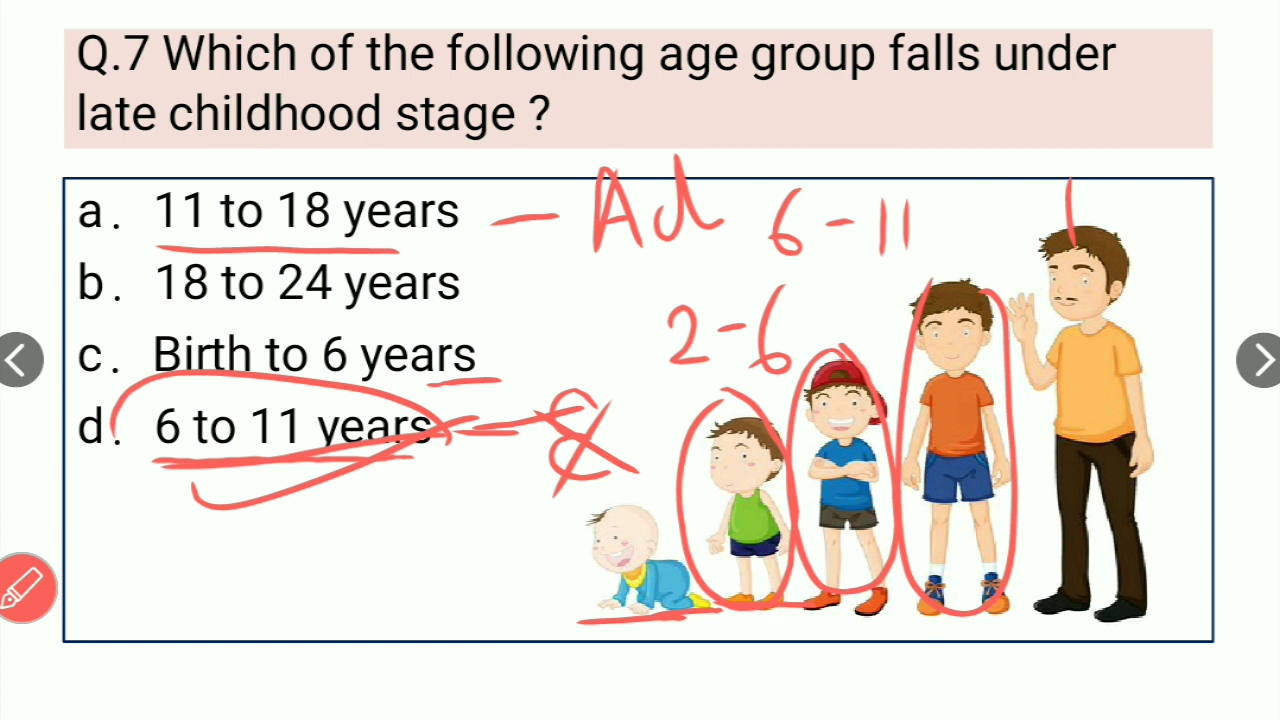 Q.7 Which of the following age group falls under
late childhood stage ?
a. 11 to 18 years – Ad 6-11
b. 18 to 24 years
2-6
c. Birth to 6 years
d. 6 to 11 years